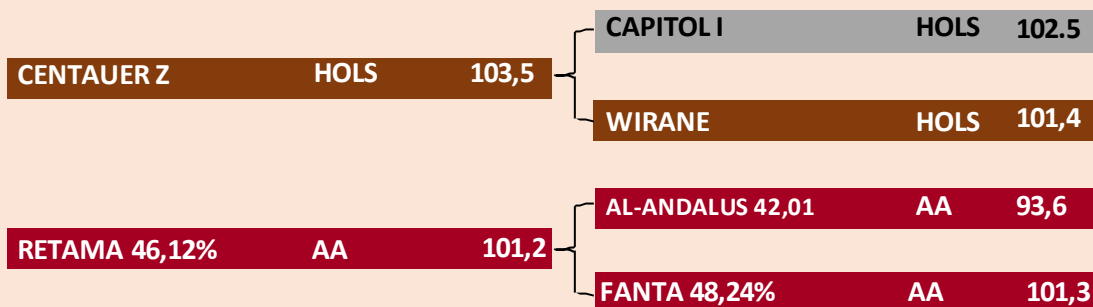 CAPITOL I HOLS 102.5
CENTAUER Z HOLS 103,5
WIRANE HOLS 101,4
AL-ANDALUS 42,01 AA 93,6
RETAMA 46,12% AA 101,2
FANTA 48,24% AA 101,3